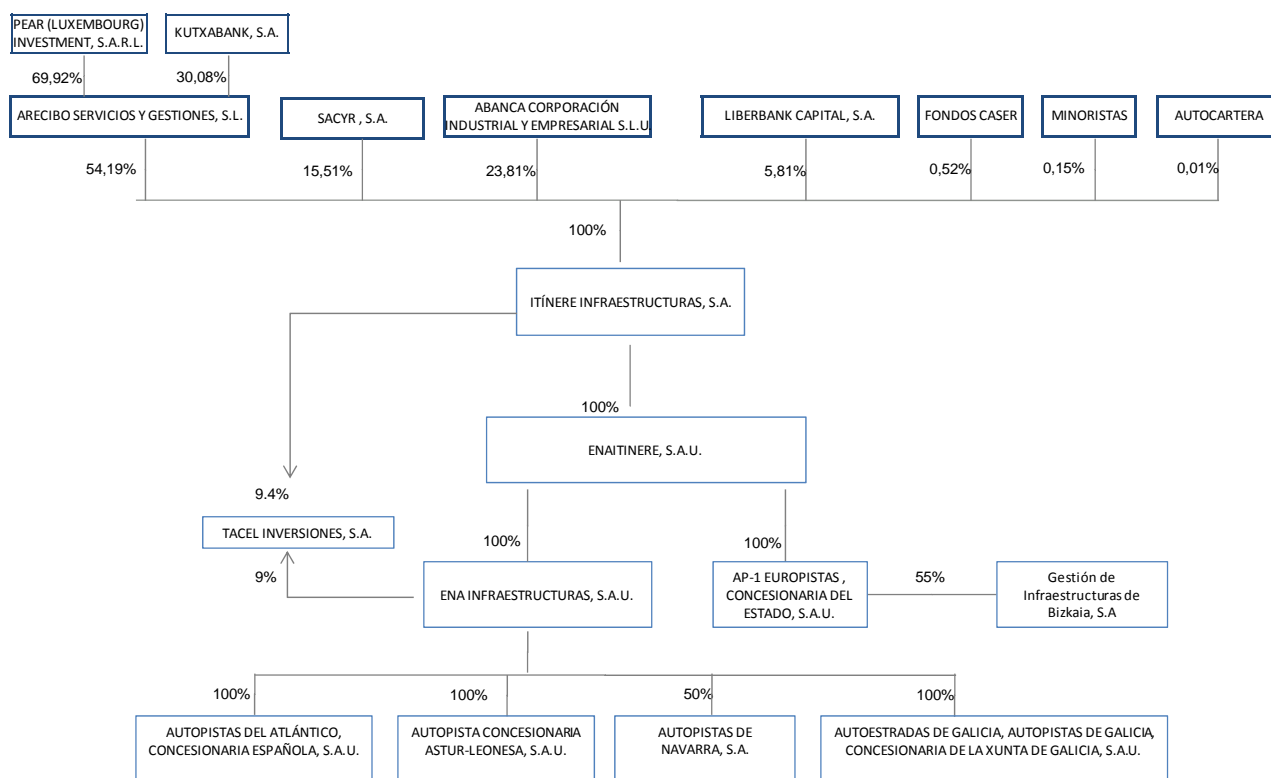 PEAR (LUXEMBOURG)
INVESTMENT, S.A.R.L.
KUTXABANK, S.A.
69,92%
30,08%
ARECIBO SERVICIOS Y GESTIONES, S.L.
SACYR , S.A.
ABANCA CORPORACIÓN
INDUSTRIAL Y EMPRESARIAL S.L.U.
LIBERBANK CAPITAL, S.A.
FONDOS CASER
MINORISTAS
AUTOCARTERA
54,19%
15,51%
23,81%
5,81%
0,52%
0,15%
0,01%
100%
ITÍNERE INFRAESTRUCTURAS, S.A.
100%
ENAITINERE, S.A.U.
9.4%
TACEL INVERSIONES, S.A.
100%
100%
9%
ENA INFRAESTRUCTURAS, S.A.U.
AP-1 EUROPISTAS ,
CONCESIONARIA DEL
ESTADO, S.A.U.
55%
Gestión de
Infraestructuras de
Bizkaia, S.A
100%
100%
50%
100%
AUTOPISTAS DEL ATLÁNTICO,
CONCESIONARIA ESPAÑOLA, S.A.U.
AUTOPISTA CONCESIONARIA
ASTUR-LEONESA, S.A.U.
AUTOPISTAS DE
NAVARRA, S.A.
AUTOESTRADAS DE GALICIA, AUTOPISTAS DE GALICIA,
CONCESIONARIA DE LA XUNTA DE GALICIA, S.A.U.